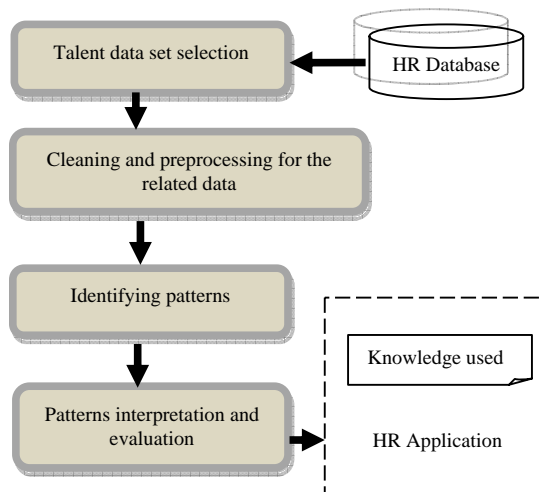 Talent data set selection
HR Database
Cleaning and preprocessing for the
related data
Identifying patterns
Knowledge used
Patterns interpretation and
evaluation
HR Application